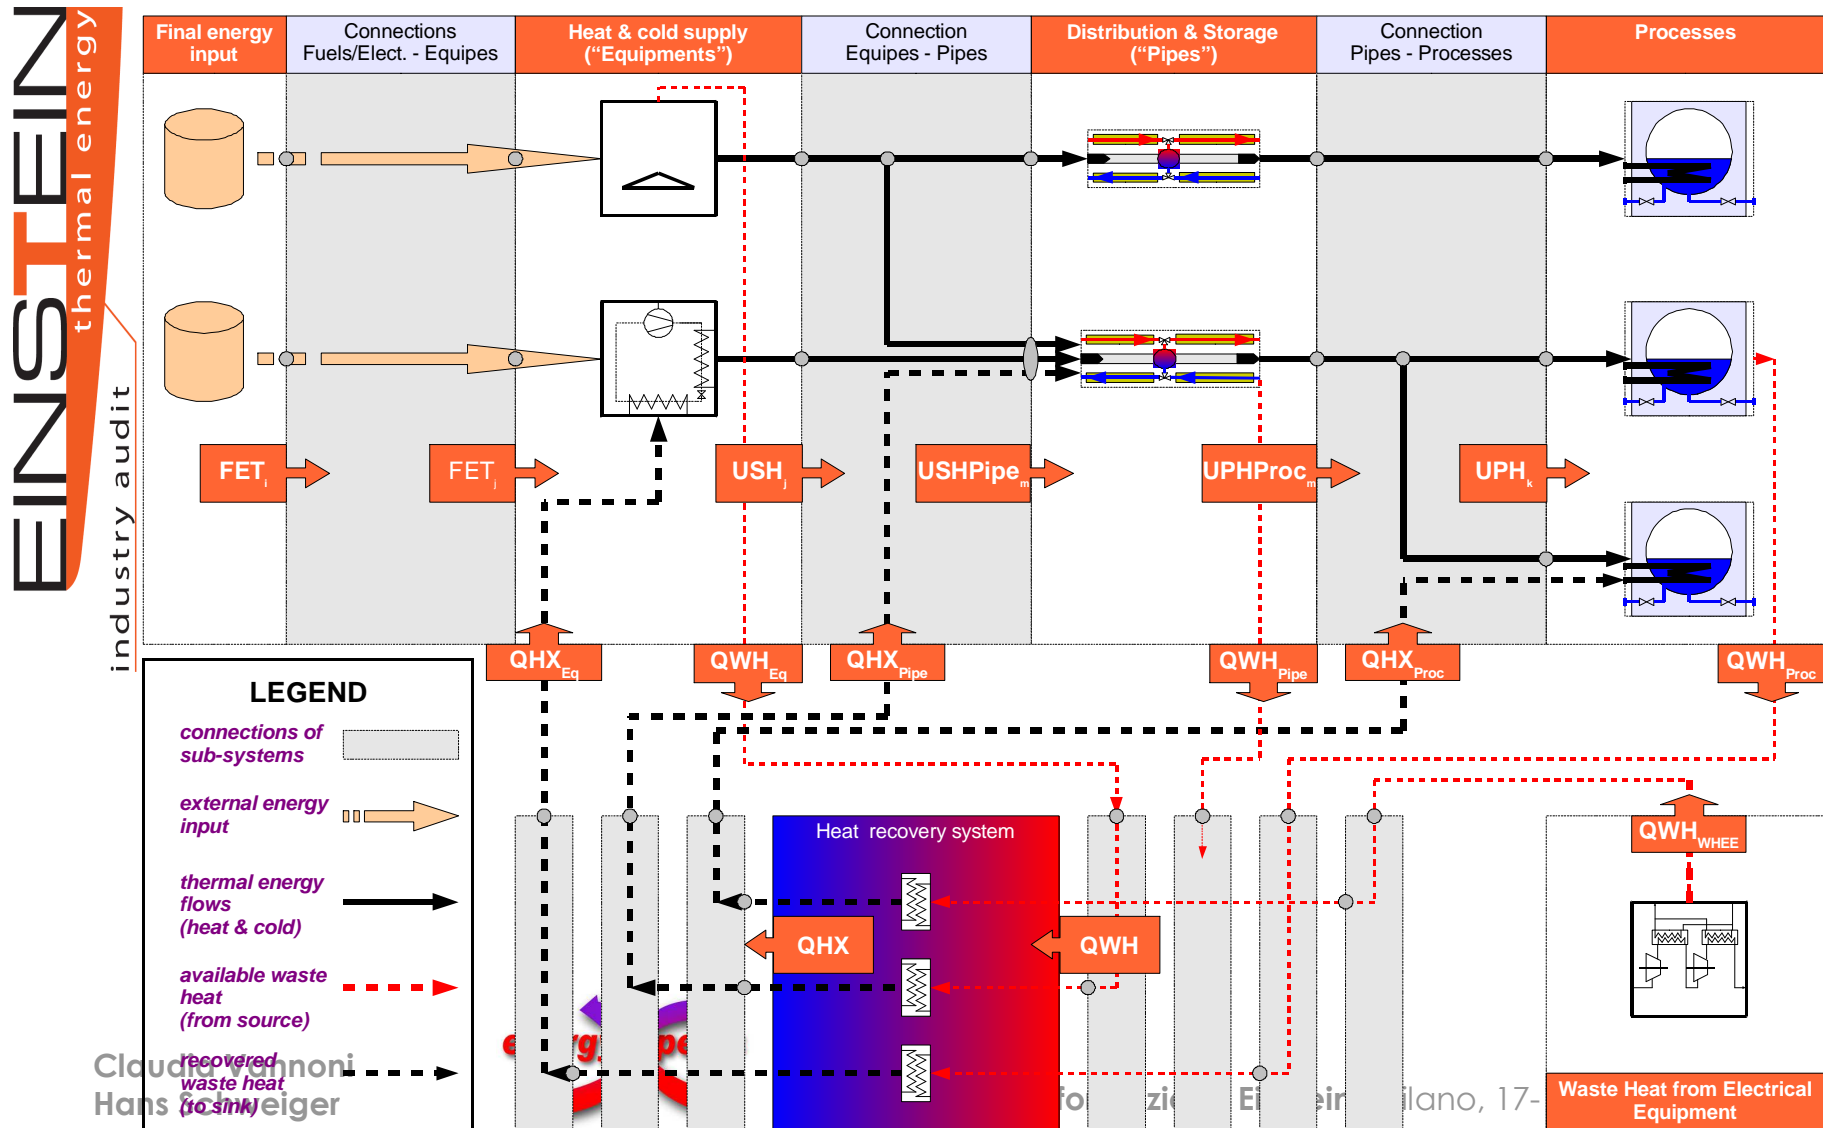 EINSTEIN
thermal energy
industry audit
Final energy
input
Connections
Fuels/Elect. - Equipes
Heat & cold supply
(“Equipments”)
Connection
Equipes - Pipes
Distribution & Storage
(“Pipes”)
Connection
Pipes - Processes
Processes
FETi
FETj
USHj
USHPipem
UPHProcm
UPHk
QHXEq
QWHEq
QHXPipe
QWHPipe
QHXProc
QWHProc
LEGEND
connections of
sub-systems
external energy
input
thermal energy
flows
(heat & cold)
available waste
heat
(from source)
recovered
waste heat
(to sink)
Heat recovery system
QHX
QWH
QWHWHEE
Waste Heat from Electrical
Equipment
Claudia Vannoni
Hans Schweiger
17-